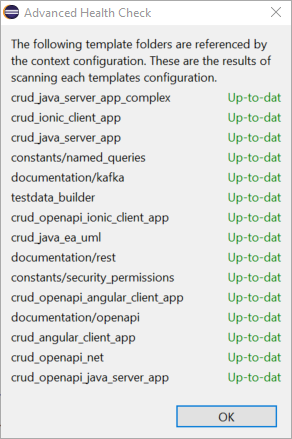 Advanced Health Check
The following template folders are referenced by
the context configuration. These are the results of
scanning each templates configuration.
crud_java_server_app_complex Up-to-dat
crud_ionic_client_app Up-to-dat
crud_java_server_app Up-to-dat
constants/named_queries Up-to-dat
documentation/kafka Up-to-dat
testdata_builder Up-to-dat
crud_openapi_ionic_client_app Up-to-dat
crud_java_ea_uml Up-to-dat
documentation/rest Up-to-dat
constants/security_permissions Up-to-dat
crud_openapi_angular_client_app Up-to-dat
documentation/openapi Up-to-dat
crud_angular_client_app Up-to-dat
crud_openapi_net Up-to-dat
crud_openapi_java_server_app Up-to-dat
OK